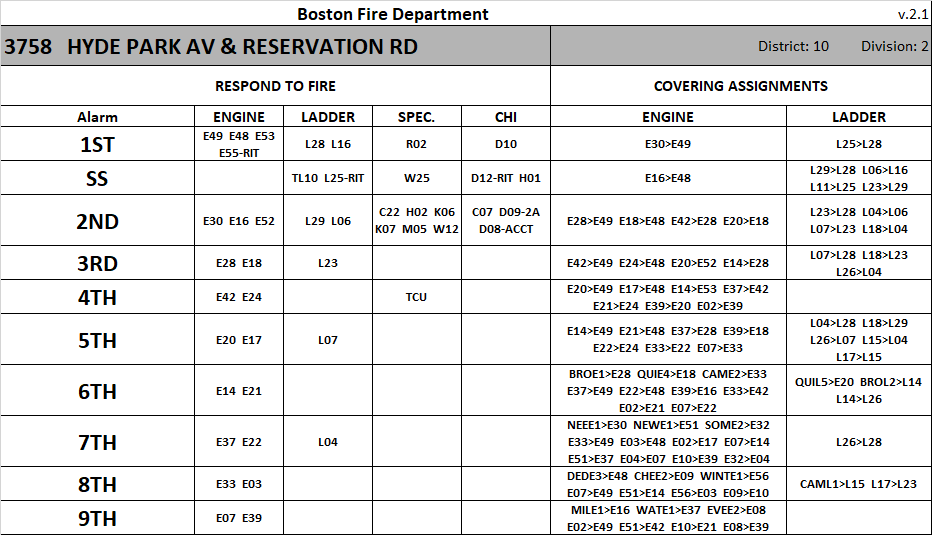 Boston Fire Department v.2.1
3758 HYDE PARK AV & RESERVATION RD District: 10 Division: 2
RESPOND TO FIRE COVERING ASSIGNMENTS
Alarm ENGINE LADDER SPEC. CHI ENGINE LADDER
1ST
E49 E48 E53
E55-RIT
L28 L16
R02
D10
E30>E49
L25>L28
SS
TL10 L25-RIT
W25
D12-RIT H01
E16>E48
L29>L28 L06>L16
L11>L25 L23>L29
2ND
E30 E16 E52
L29 L06
C22 H02 K06
K07 M05 W12
C07 D09-2A
D08-ACCT
E28>E49 E18>E48 E42>E28 E20>E18
L23>L28 L04>L06
L07>L23 L18>L04
3RD
E28 E18
L23
E42>E49 E24>E48 E20>E52 E14>E28
L07>L28 L18>L23
L26>L04
4TH
E42 E24
TCU
E20>E49 E17>E48 E14>E53 E37>E42
E21>E24 E39>E20 E02>E39
5TH
E20 E17
L07
E14>E49 E21>E48 E37>E28 E39>E18
E22>E24 E33>E22 E07>E33
L04>L28 L18>L29
L26>L07 L15>L04
L17>L15
6TH
E14 E21
BROE1>E28 QUIE4>E18 CAME2>E33
E37>E49 E22>E48 E39>E16 E33>E42
E02>E21 E07>E22
QUIL5>E20 BROL2>L14
L14>L26
7TH
E37 E22
L04
NEEE1>E30 NEWE1>E51 SOME2>E32
E33>E49 E03>E48 E02>E17 E07>E14
E51>E37 E04>E07 E10>E39 E32>E04
L26>L28
8TH
E33 E03
DEDE3>E48 CHEE2>E09 WINTE1>E56
E07>E49 E51>E14 E56>E03 E09>E10
CAML1>L15 L17>L23
9TH
E07 E39
MILE1>E16 WATE1>E37 EVEE2>E08
E02>E49 E51>E42 E10>E21 E08>E39